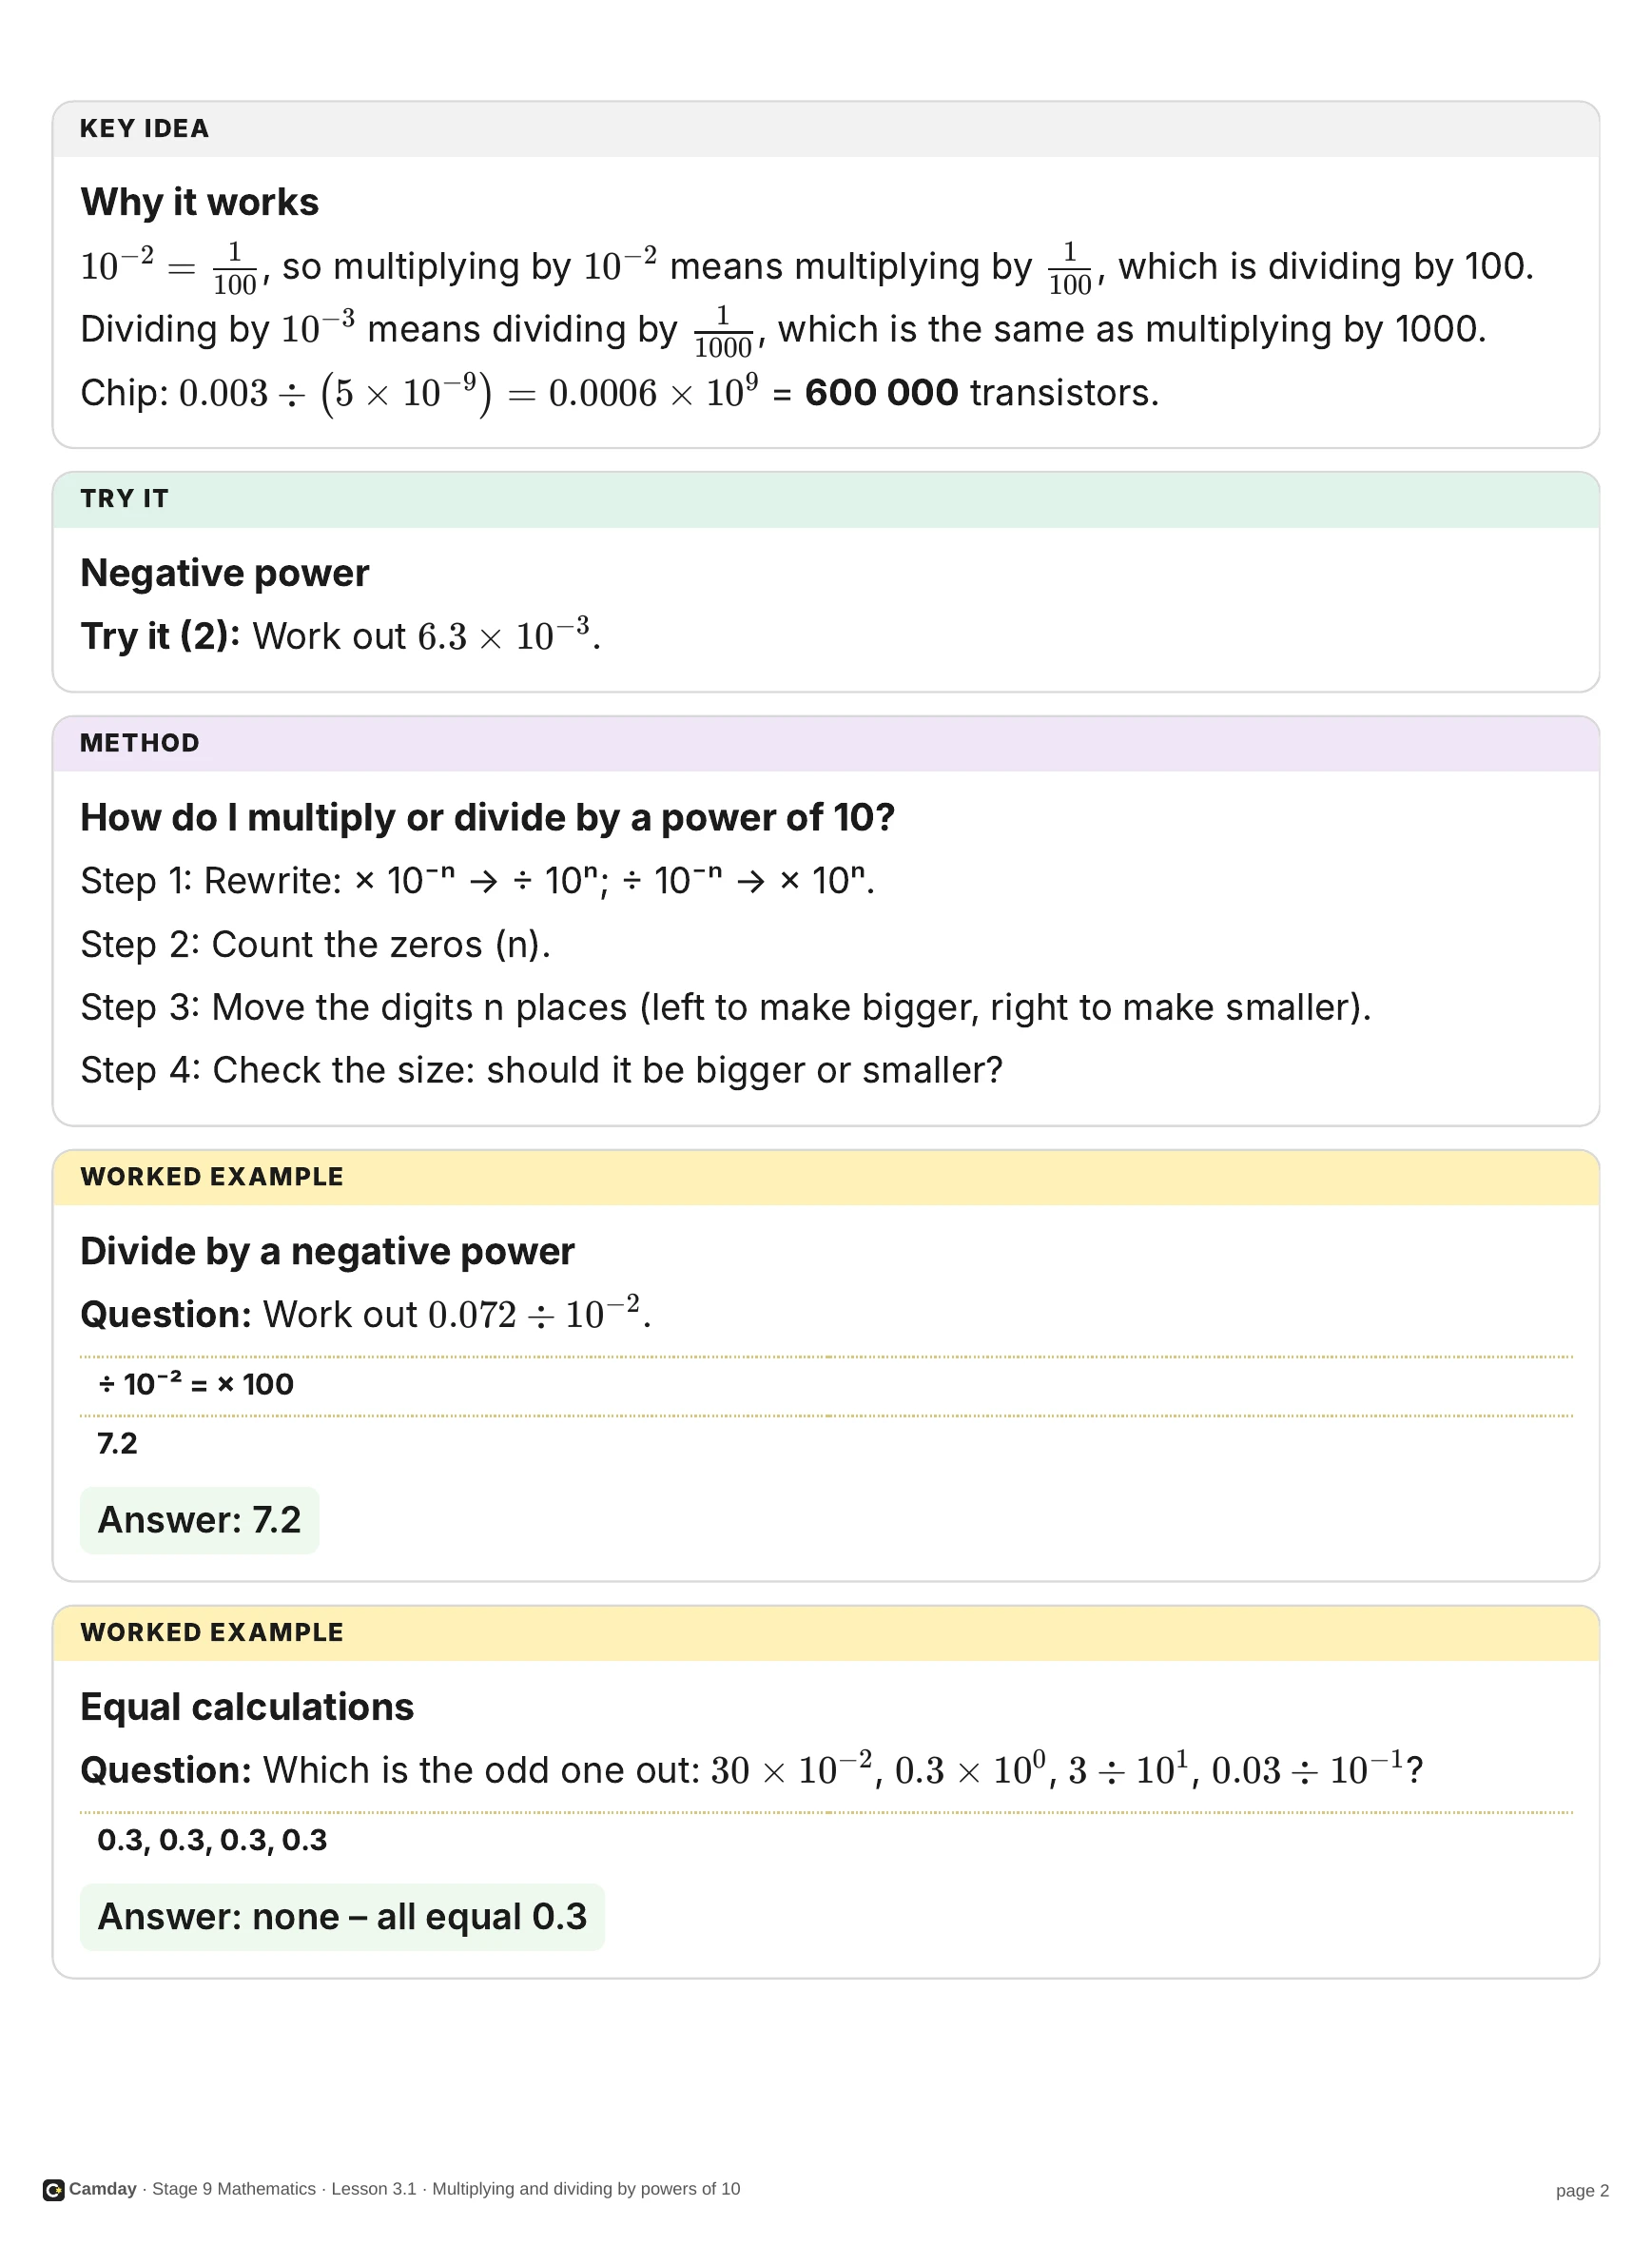 KEY IDEA
Why it works
10⁻² = 1/100, so multiplying by 10⁻² means multiplying by 1/100, which is dividing by 100.
Dividing by 10⁻³ means dividing by 1/1000, which is the same as multiplying by 1000.
Chip: 0.003 ÷ (5 × 10⁻⁹) = 0.0006 × 10⁹ = 600 000 transistors.
TRY IT
Negative power
Try it (2): Work out 6.3 × 10⁻³.
METHOD
How do I multiply or divide by a power of 10?
Step 1: Rewrite: × 10⁻ⁿ → ÷ 10ⁿ; ÷ 10⁻ⁿ → × 10ⁿ.
Step 2: Count the zeros (n).
Step 3: Move the digits n places (left to make bigger, right to make smaller).
Step 4: Check the size: should it be bigger or smaller?
WORKED EXAMPLE
Divide by a negative power
Question: Work out 0.072 ÷ 10⁻².
÷ 10⁻² = × 100
7.2
Answer: 7.2
WORKED EXAMPLE
Equal calculations
Question: Which is the odd one out: 30 × 10⁻², 0.3 × 10⁰, 3 ÷ 10¹, 0.03 ÷ 10⁻¹?
0.3, 0.3, 0.3, 0.3
Answer: none – all equal 0.3
Camday · Stage 9 Mathematics · Lesson 3.1 · Multiplying and dividing by powers of 10
page 2